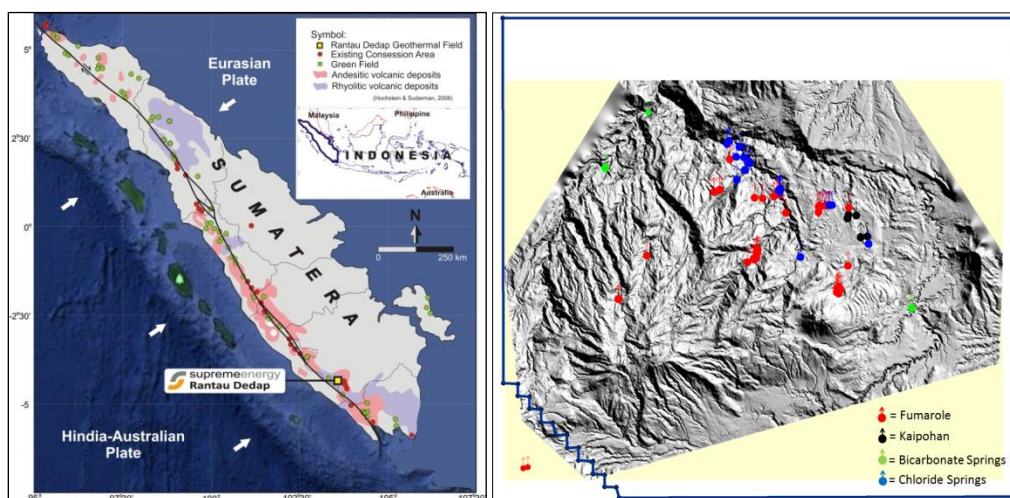 Symbol:
Rantau Dedap Geothermal Field
Existing Consession Area
Green Field
Andesitic volcanic deposits
Rhyolitic volcanic deposits
(Hochstein & Sudarman, 2008)
Malaysia
Philippine
INDONESIA
Australia
Eurasian
Plate
SUMATERA
N
0
250 km
5°
2°30'
0°
-2°30'
-5
supremeenergy
Rantau Dedap
Hindia-Australian
Plate
95°
= Fumarole
= Kaipohan
= Bicarbonate Springs
= Chloride Springs